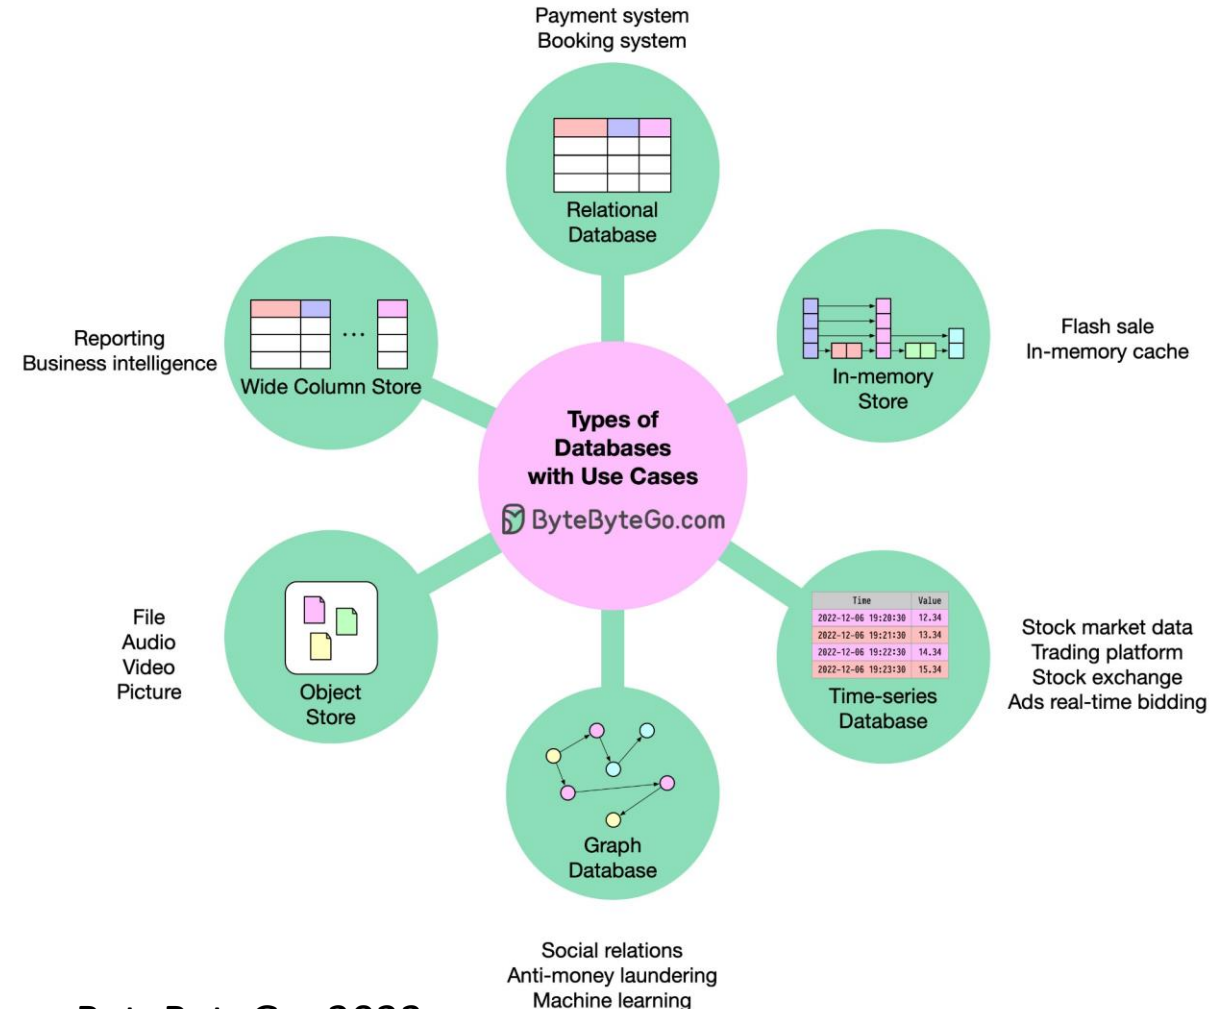 Payment system
Booking system
Relational
Database
Reporting
Business intelligence
...
Wide Column Store
In-memory
Store
Flash sale
In-memory cache
Types of
Databases
with Use Cases
ByteByteGo.com
File
Audio
Video
Picture
Object
Store
Time Value
2022-12-06 19:20:30 12.34
2022-12-06 19:21:30 13.34
2022-12-06 19:22:30 14.34
2022-12-06 19:23:30 15.34
Time-series
Database
Stock market data
Trading platform
Stock exchange
Ads real-time bidding
Graph
Database
Social relations
Anti-money laundering
Machine learning